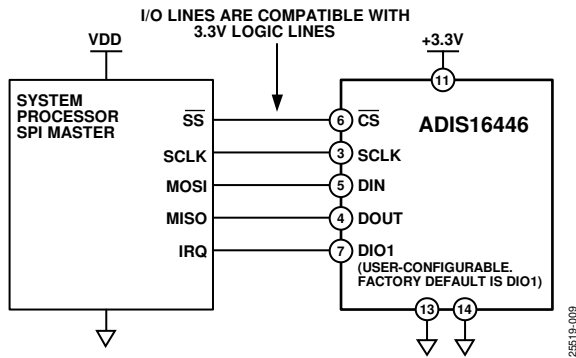 I/O LINES ARE COMPATIBLE WITH
3.3V LOGIC LINES
VDD
+3.3V
11
SYSTEM
PROCESSOR
SPI MASTER
ADIS16446
SS
6
CS
SCLK
3
SCLK
MOSI
5
DIN
MISO
4
DOUT
IRQ
7
DIO1
(USER-CONFIGURABLE.
FACTORY DEFAULT IS DIO1)
13
14
25519-009